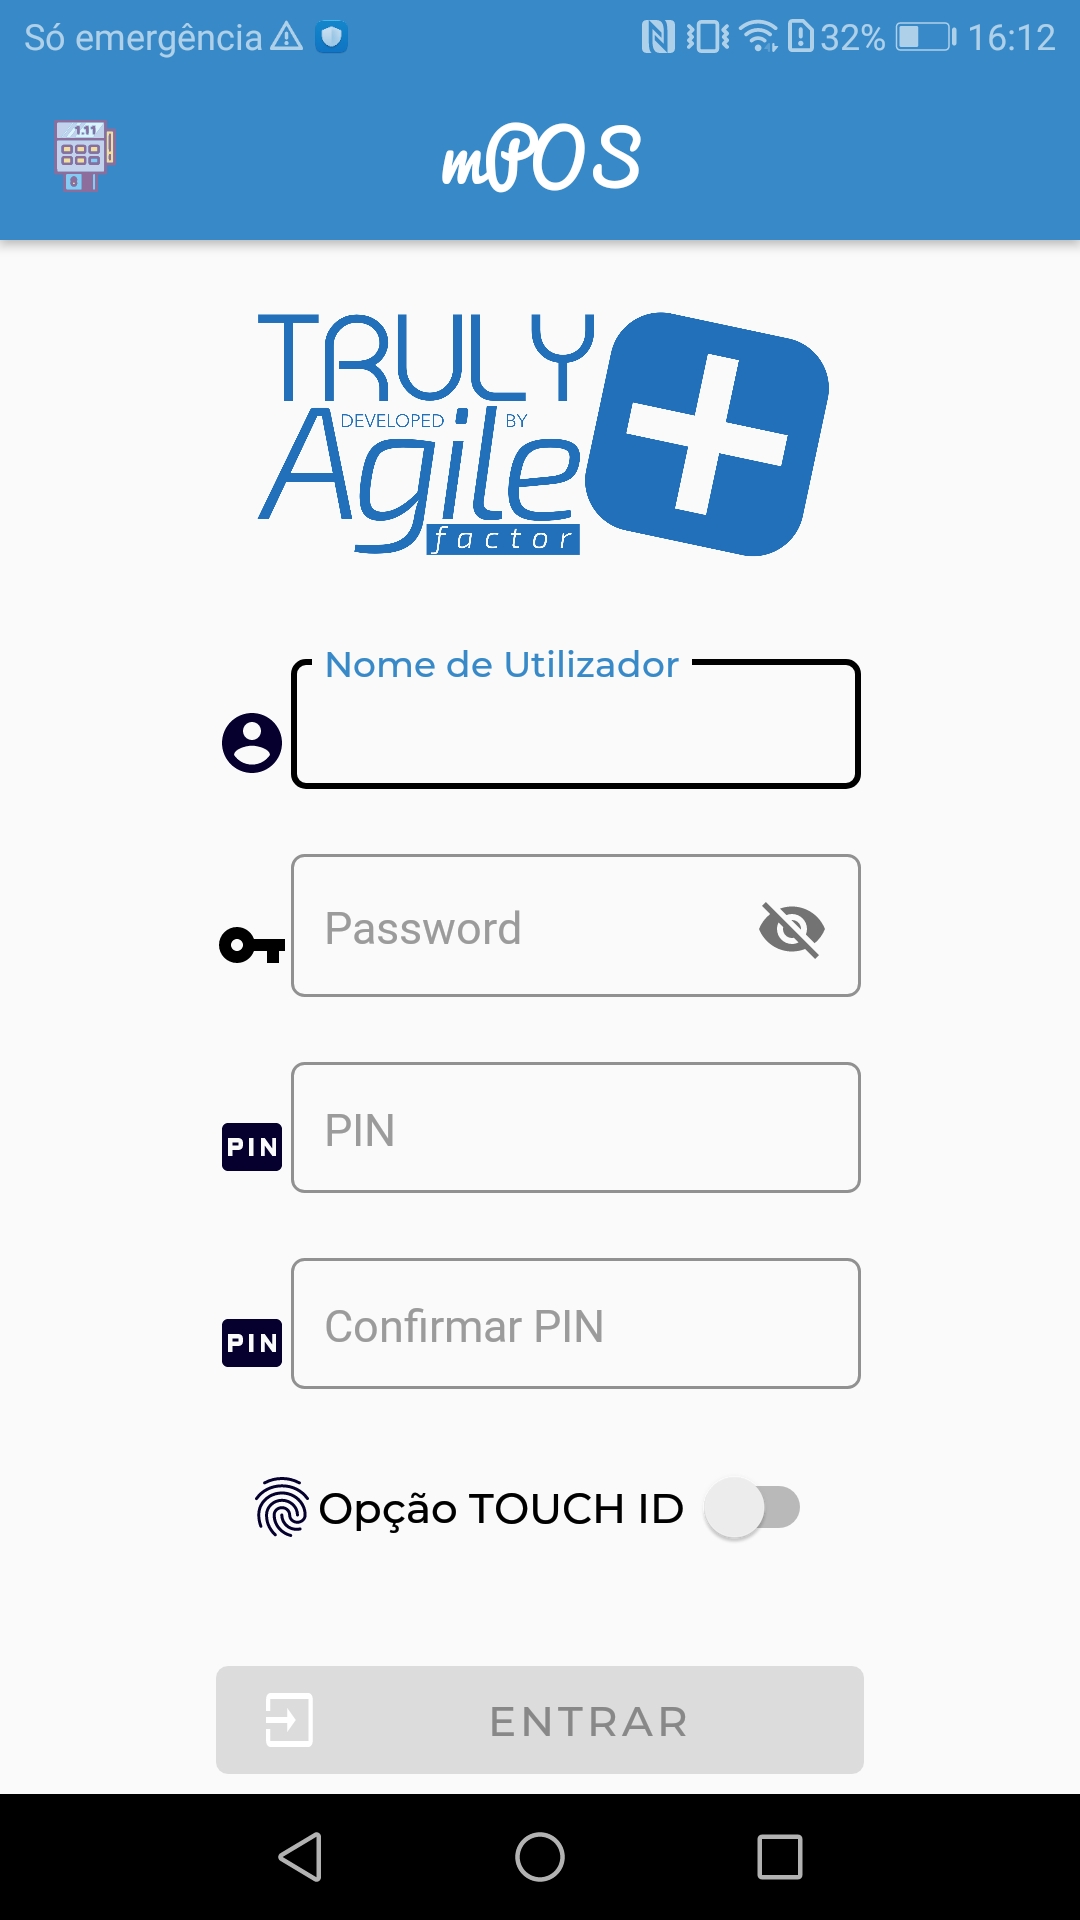 Só emergência 32% 16:12
1.11
mPOS
TRULY
DEVELOPED BY
Agile
factor
Nome de Utilizador
Password
PIN
PIN
PIN
Confirmar PIN
Opção TOUCH ID
ENTRAR